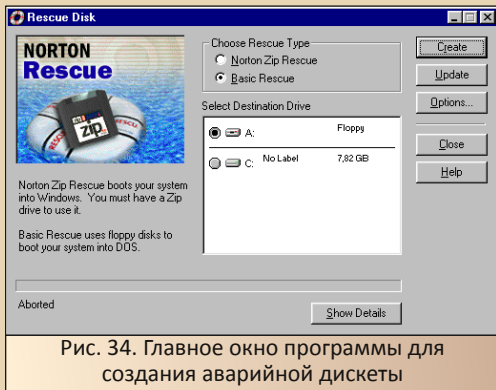 Rescue Disk
NORTON
Rescue
RESCUE
zip
Norton Zip Rescue boots your system
into Windows. You must have a Zip
drive to use it.
Basic Rescue uses floppy disks to
boot your system into DOS.
Choose Rescue Type
Norton Zip Rescue
Basic Rescue
Select Destination Drive
A: Floppy
C: No Label 7,82 GB
Create
Update
Options...
Close
Help
Aborted
Show Details
Рис. 34. Главное окно программы для
создания аварийной дискеты